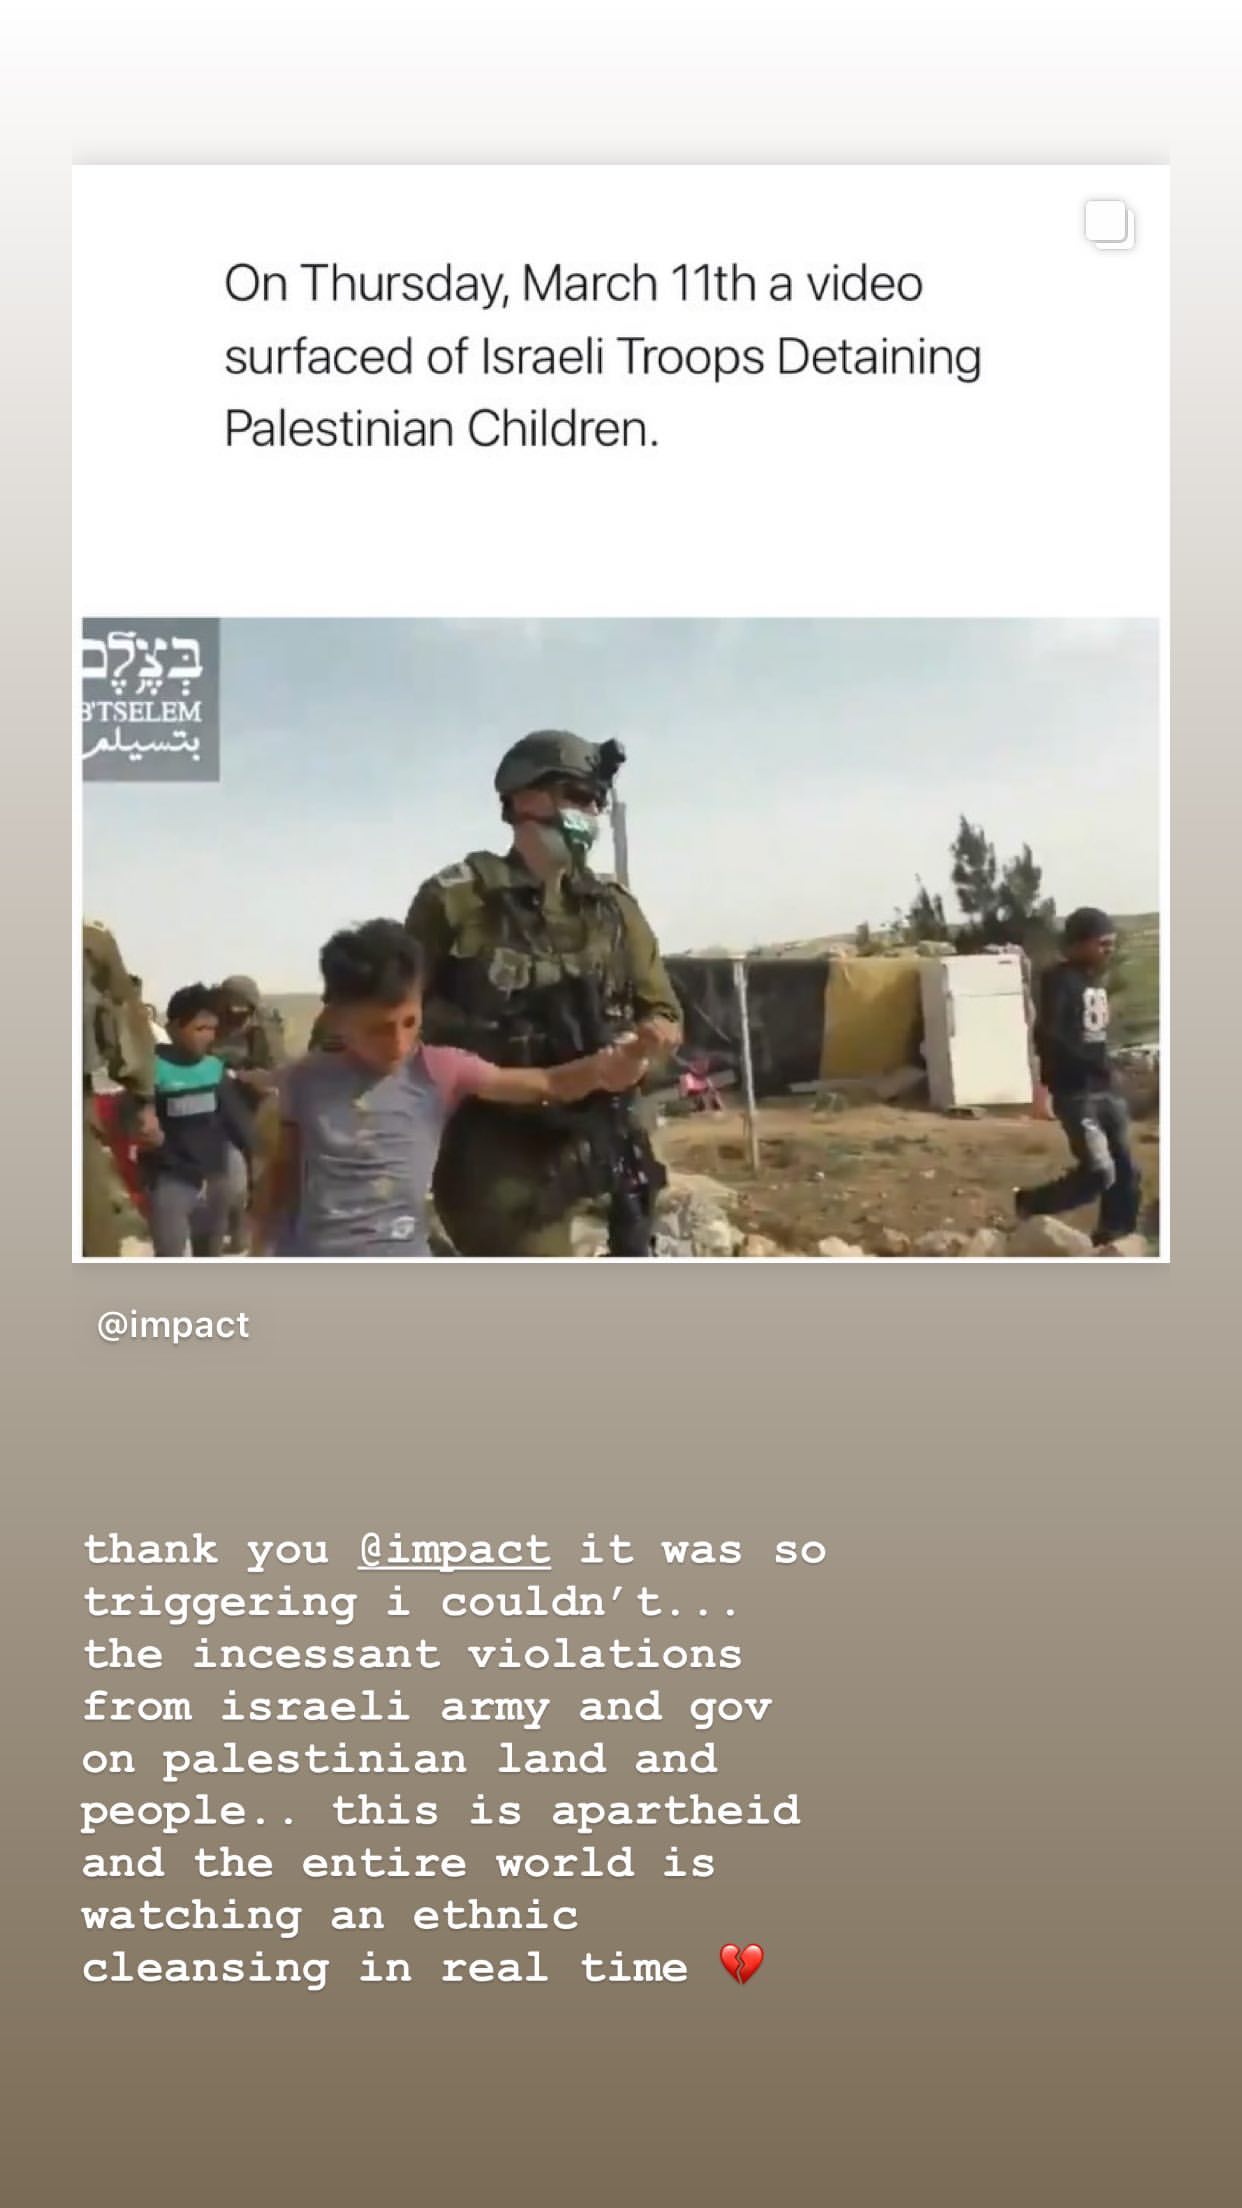 On Thursday, March 11th a video
surfaced of Israeli Troops Detaining
Palestinian Children.
בְּצֶלֶם
B'TSELEM
بتسيلم
88
@impact
thank you @impact it was so
triggering i couldn’t...
the incessant violations
from israeli army and gov
on palestinian land and
people.. this is apartheid
and the entire world is
watching an ethnic
cleansing in real time 💔